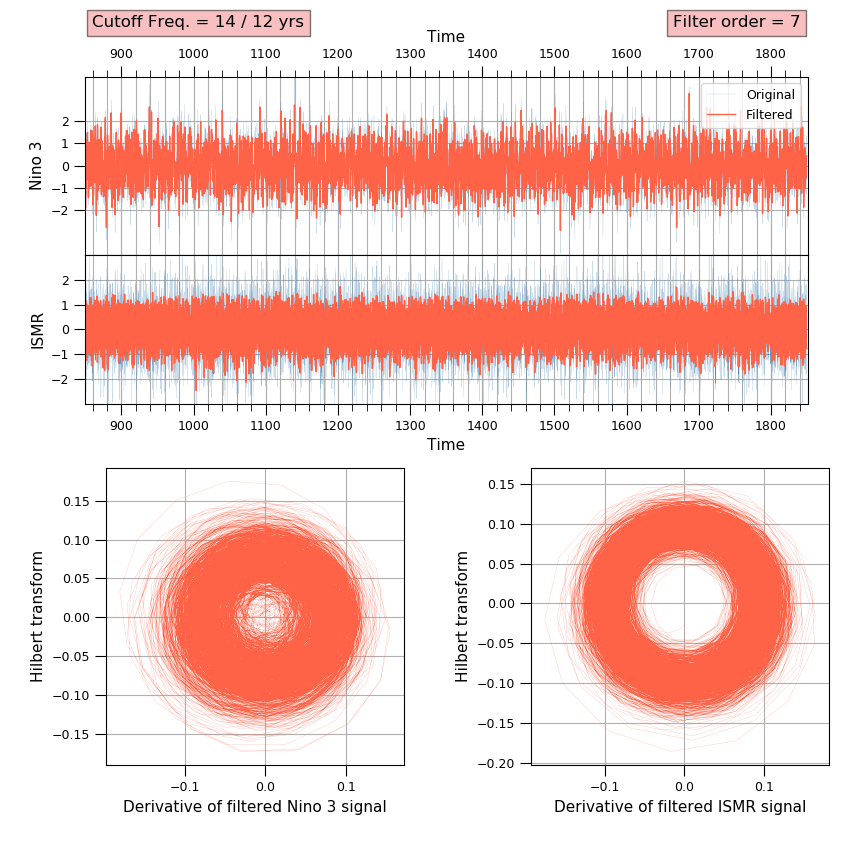 Cutoff Freq. = 14 / 12 yrs
Filter order = 7
Time
900 1000 1100 1200 1300 1400 1500 1600 1700 1800
Original
Filtered
Nino 3
2
1
0
−1
−2
ISMR
2
1
0
−1
−2
900 1000 1100 1200 1300 1400 1500 1600 1700 1800
Time
Hilbert transform
0.15
0.10
0.05
0.00
−0.05
−0.10
−0.15
−0.1 0.0 0.1
Derivative of filtered Nino 3 signal
Hilbert transform
0.15
0.10
0.05
0.00
−0.05
−0.10
−0.15
−0.20
−0.1 0.0 0.1
Derivative of filtered ISMR signal